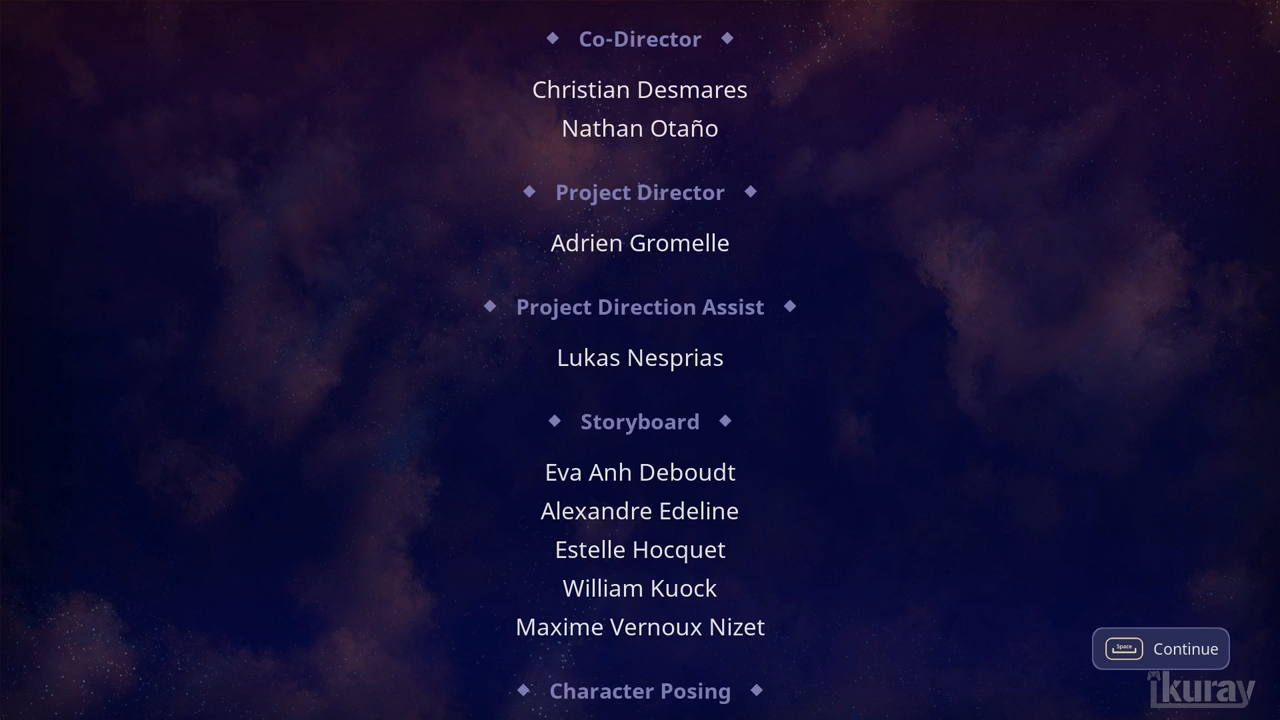 Co-Director
Christian Desmares
Nathan Otaño
Project Director
Adrien Gromelle
Project Direction Assist
Lukas Nesprias
Storyboard
Eva Anh Deboudt
Alexandre Edeline
Estelle Hocquet
William Kuock
Maxime Vernoux Nizet
Space Continue
ikuray
Character Posing